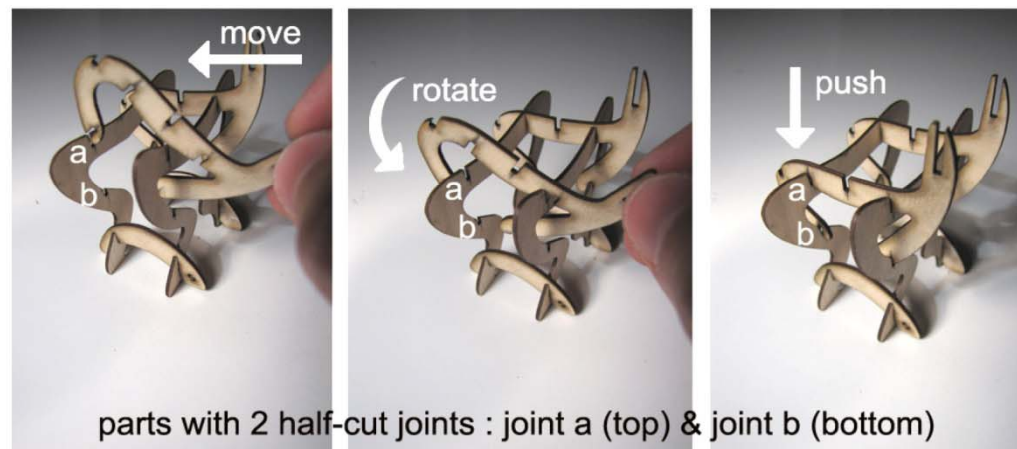 move
a
b
rotate
a
b
push
a
b
parts with 2 half-cut joints : joint a (top) & joint b (bottom)